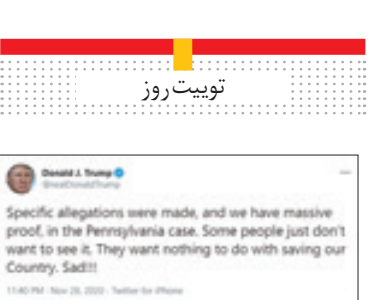 توییت روز
Donald J. Trump
@realDonaldTrump
Specific allegations were made, and we have massive
proof, in the Pennsylvania case. Some people just don't
want to see it. They want nothing to do with saving our
Country. Sad!!!
11:40 PM · Nov 28, 2020 · Twitter for iPhone